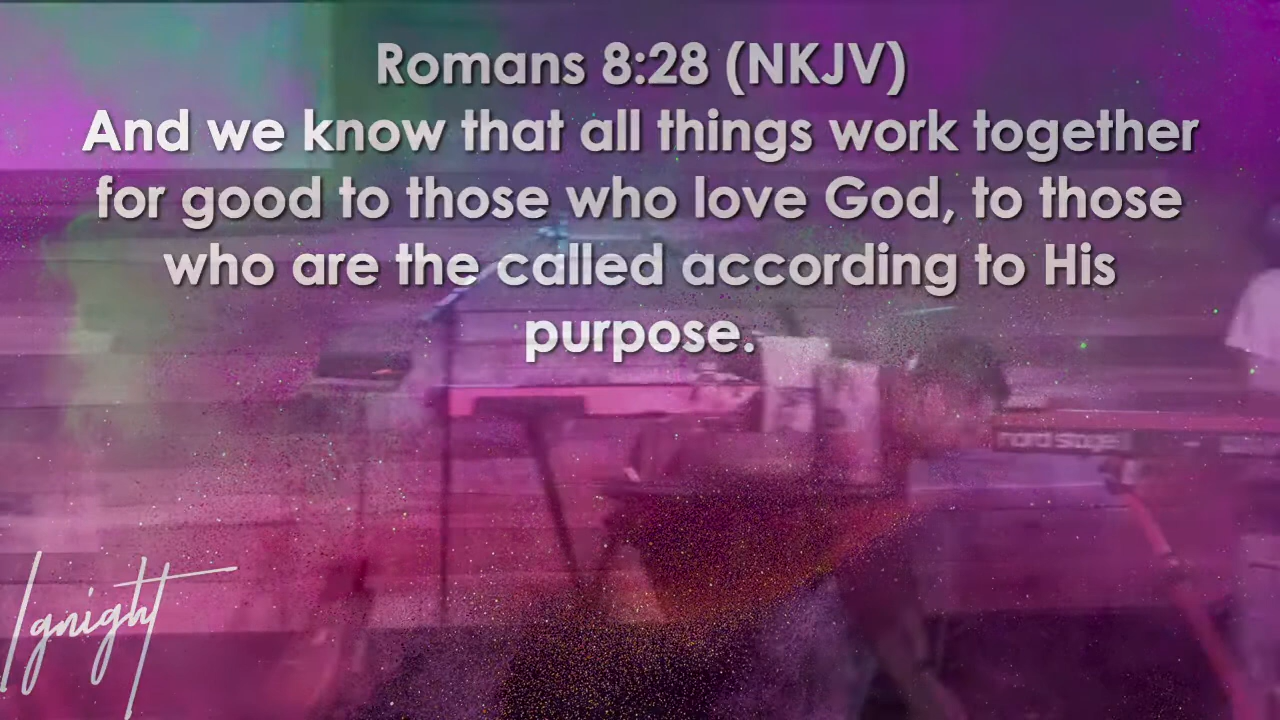 Romans 8:28 (NKJV)
And we know that all things work together
for good to those who love God, to those
who are the called according to His
purpose.
nord stage
Ignight